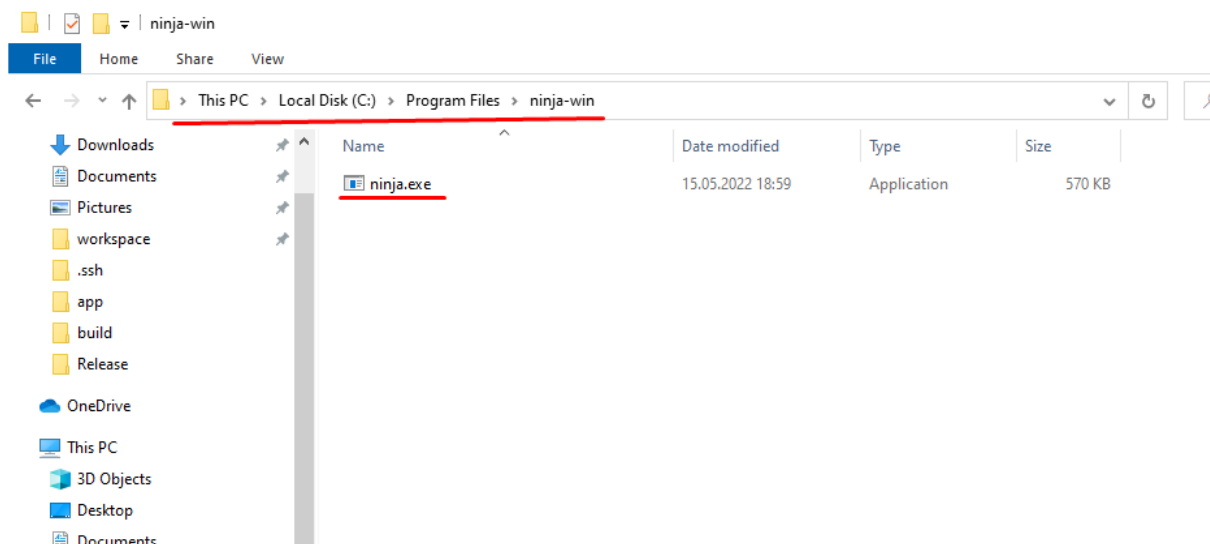 ninja-win
File Home Share View
This PC > Local Disk (C:) > Program Files > ninja-win
Downloads
Documents
Pictures
workspace
.ssh
app
build
Release
OneDrive
This PC
3D Objects
Desktop
Documents
Name Date modified Type Size
ninja.exe 15.05.2022 18:59 Application 570 KB